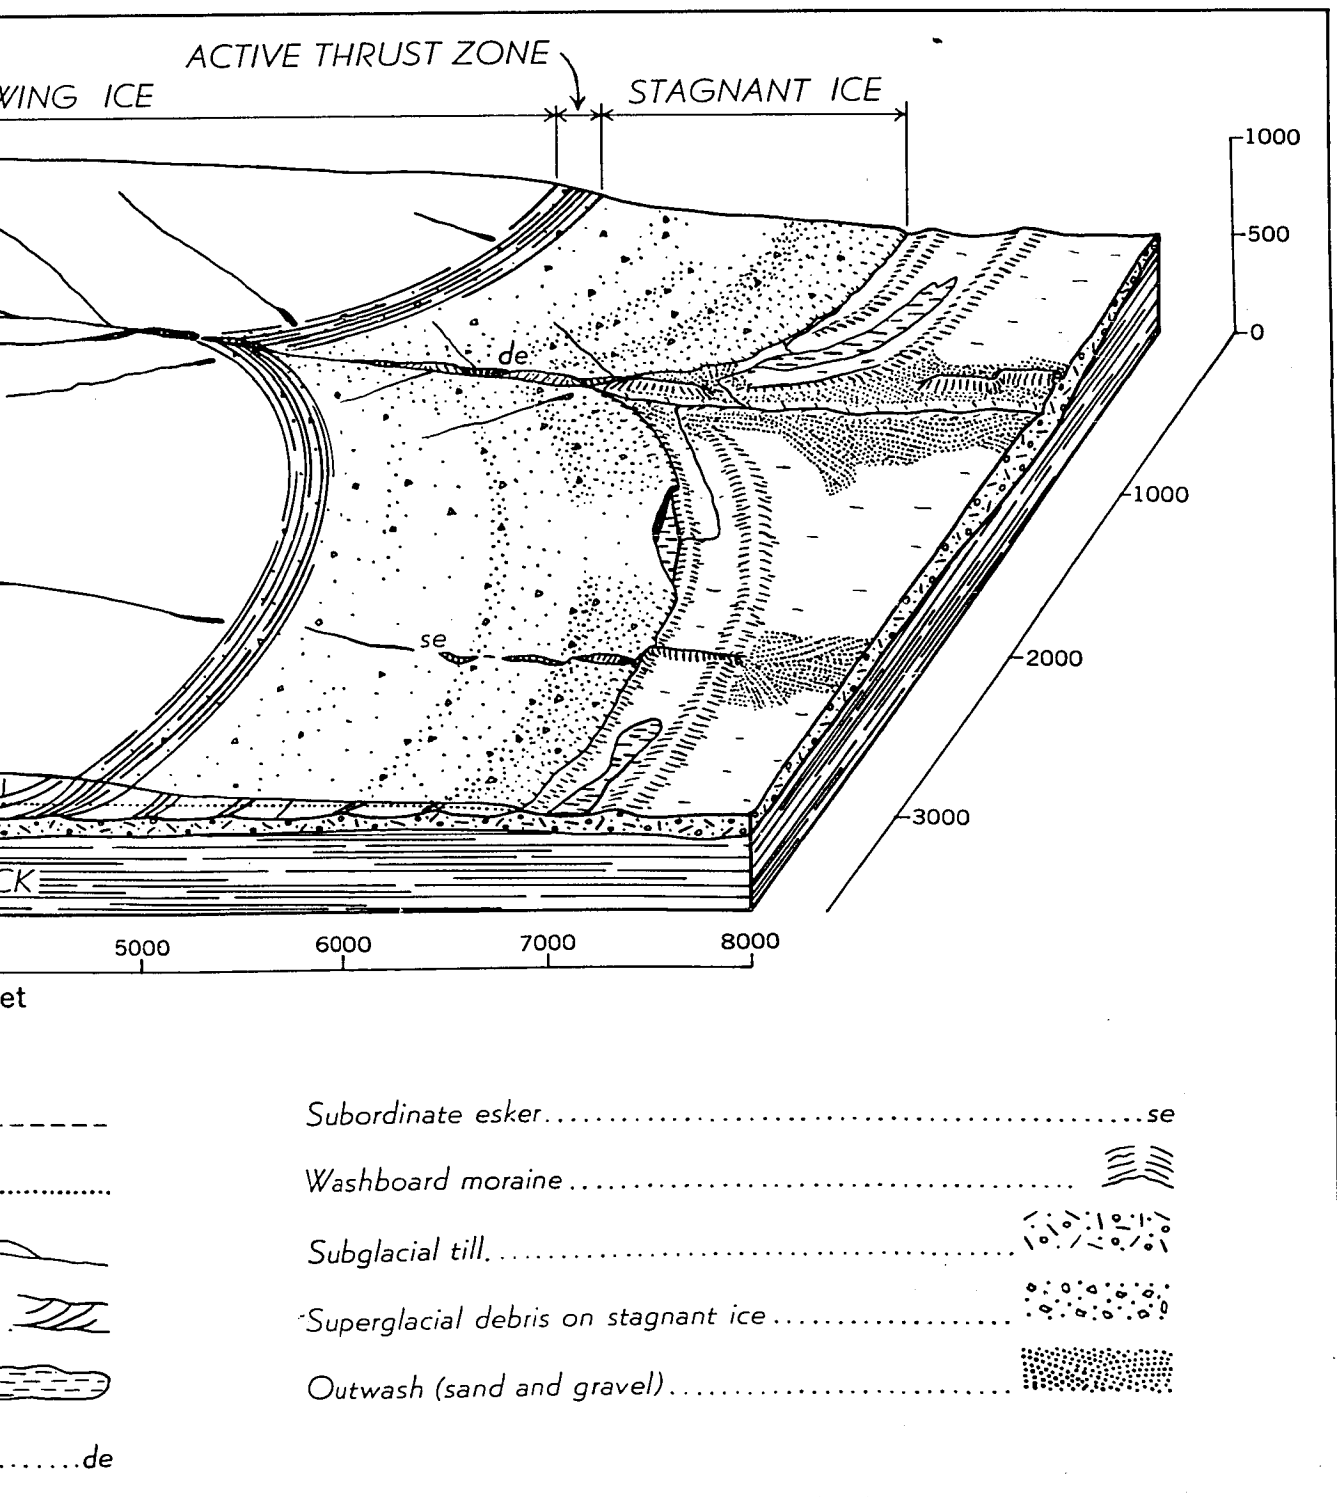 ACTIVE THRUST ZONE
WING ICE
STAGNANT ICE
1000
500
0
de
1000
se
2000
3000
CK
5000 6000 7000 8000
et
Subordinate esker se
Washboard moraine
Subglacial till
Superglacial debris on stagnant ice
Outwash (sand and gravel)
de